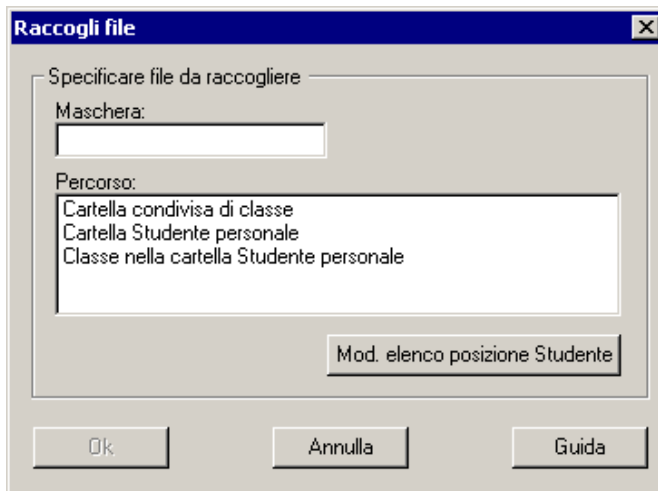 Raccogli file
Specificare file da raccogliere
Maschera:
Percorso:
Cartella condivisa di classe
Cartella Studente personale
Classe nella cartella Studente personale
Mod. elenco posizione Studente
Ok
Annulla
Guida